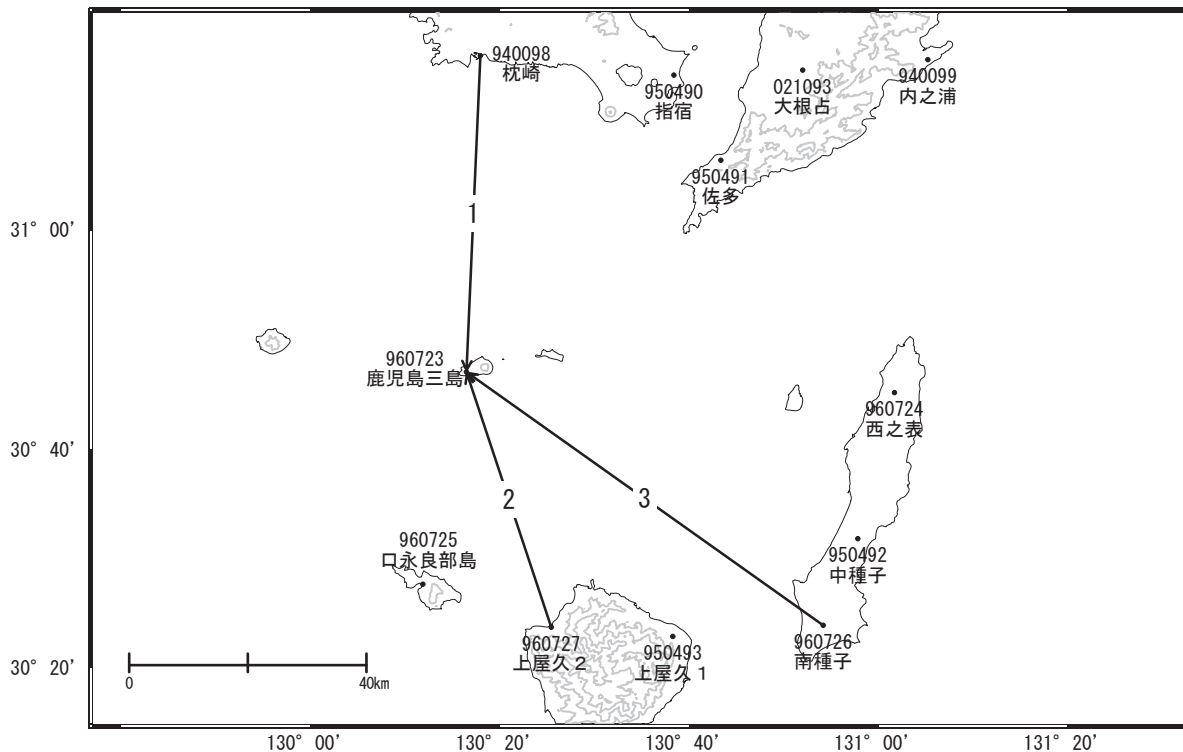 940098
枕崎
950490
指宿
021093
大根占
940099
内之浦
950491
佐多
1
31° 00'
960723
鹿児島三島
960724
西之表
30° 40'
2
3
960725
口永良部島
950492
中種子
960727
上屋久2
950493
上屋久1
960726
南種子
30° 20'
0
40km
130° 00'
130° 20'
130° 40'
131° 00'
131° 20'